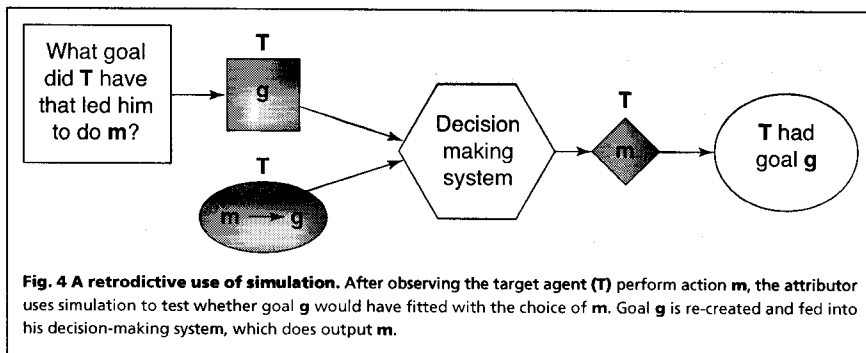 What goal
did T have
that led him
to do m?
T
g
T
m → g
Decision
making
system
T
m
T had
goal g
Fig. 4 A retrodictive use of simulation. After observing the target agent (T) perform action m, the attributor
uses simulation to test whether goal g would have fitted with the choice of m. Goal g is re-created and fed into
his decision-making system, which does output m.